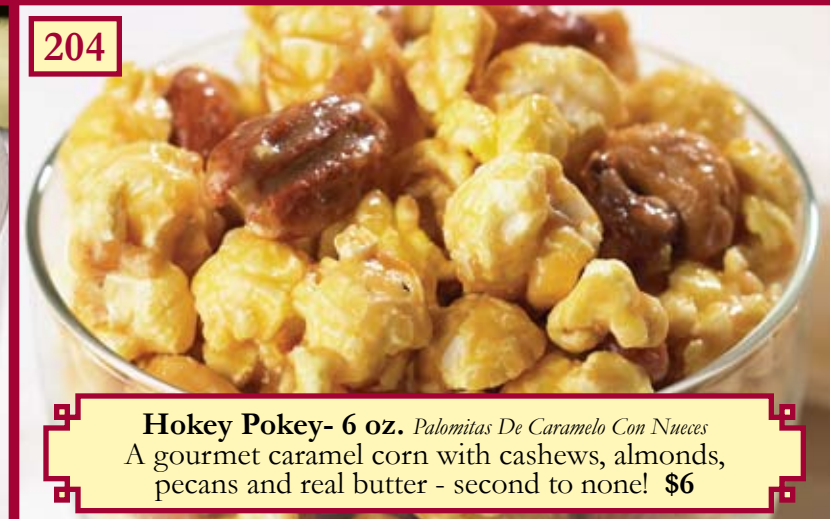 204
Hokey Pokey- 6 oz. Palomitas De Caramelo Con Nueces
A gourmet caramel corn with cashews, almonds,
pecans and real butter - second to none! $6